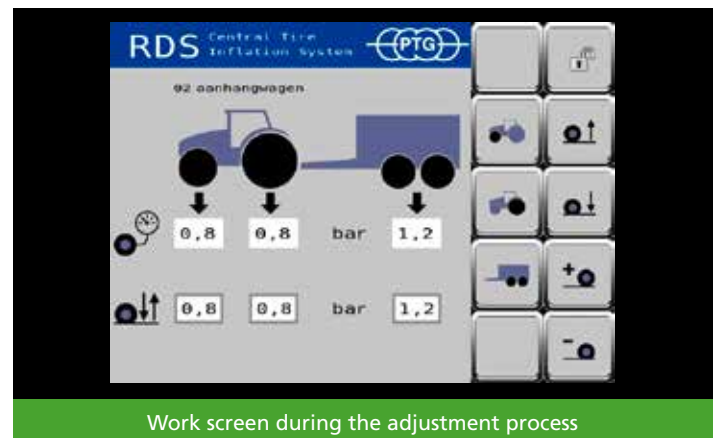 RDS Central Tire
Inflation System
PTG
02 aanhangwagen
0,8 0,8 bar 1,2
0,8 0,8 bar 1,2
+
-
Work screen during the adjustment process